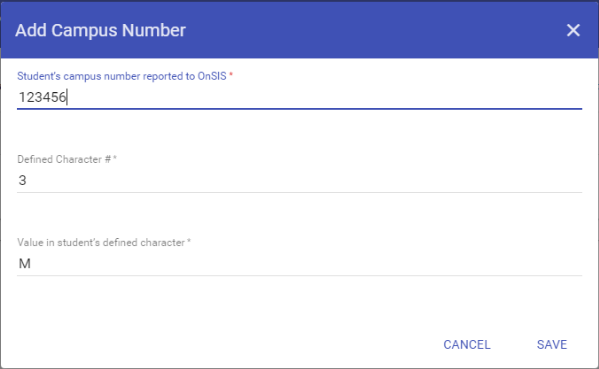 Add Campus Number
Student's campus number reported to OnSIS *
123456
Defined Character # *
3
Value in student's defined character *
M
CANCEL SAVE